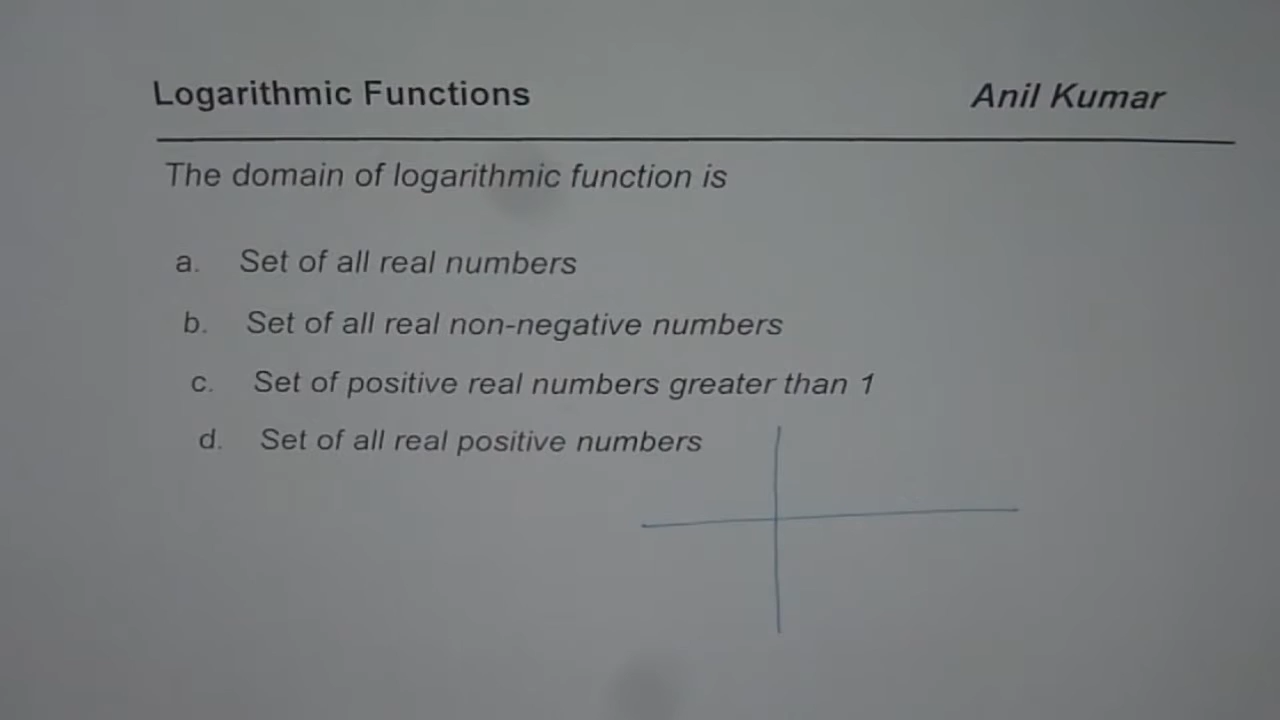 Logarithmic Functions Anil Kumar
The domain of logarithmic function is
a. Set of all real numbers
b. Set of all real non-negative numbers
c. Set of positive real numbers greater than 1
d. Set of all real positive numbers